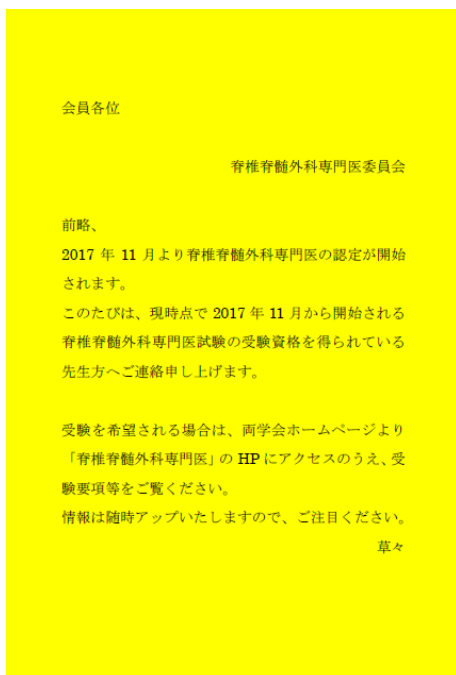 会員各位
脊椎脊髄外科専門医委員会
前略、
2017 年 11 月より脊椎脊髄外科専門医の認定が開始
されます。
このたびは、現時点で 2017 年 11 月から開始される
脊椎脊髄外科専門医試験の受験資格を得られている
先生方へご連絡申し上げます。
受験を希望される場合は、両学会ホームページより
「脊椎脊髄外科専門医」の HP にアクセスのうえ、受
験要項等をご覧ください。
情報は随時アップいたしますので、ご注目ください。
草々